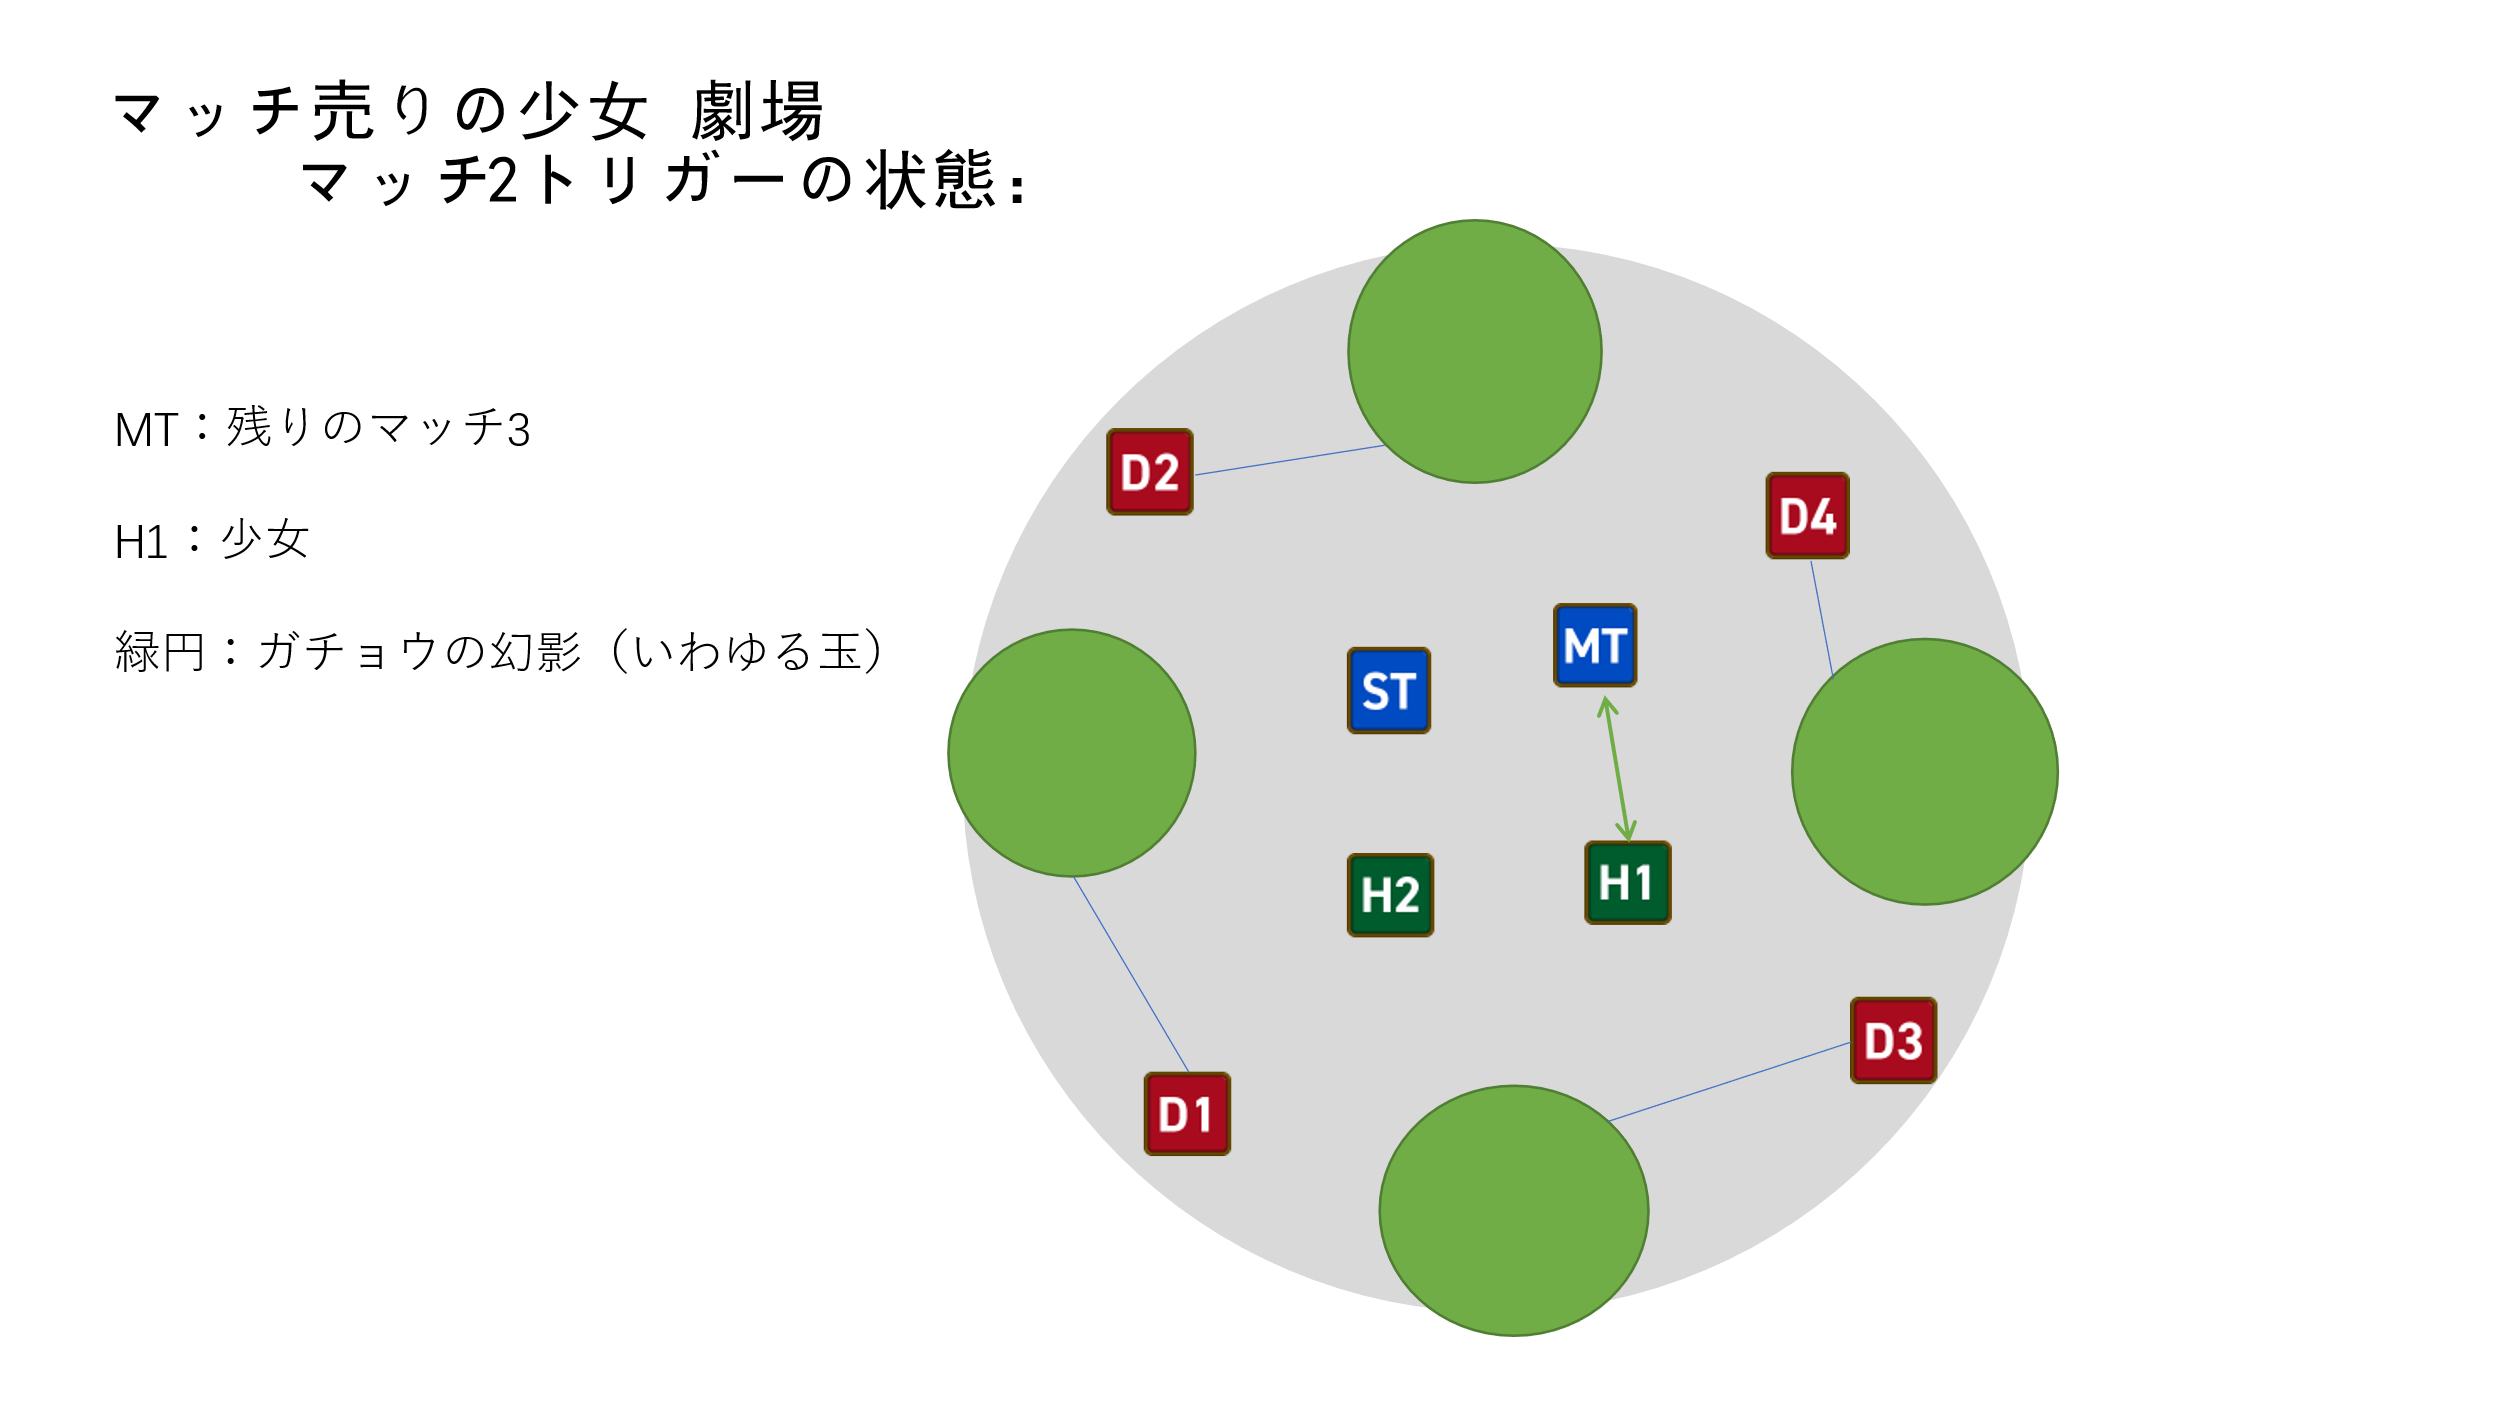 マッチ売りの少女 劇場
マッチ2トリガーの状態:
MT：残りのマッチ3
H1：少女
緑円：ガチョウの幻影（いわゆる王）
D2
D4
MT
ST
H2
H1
D3
D1